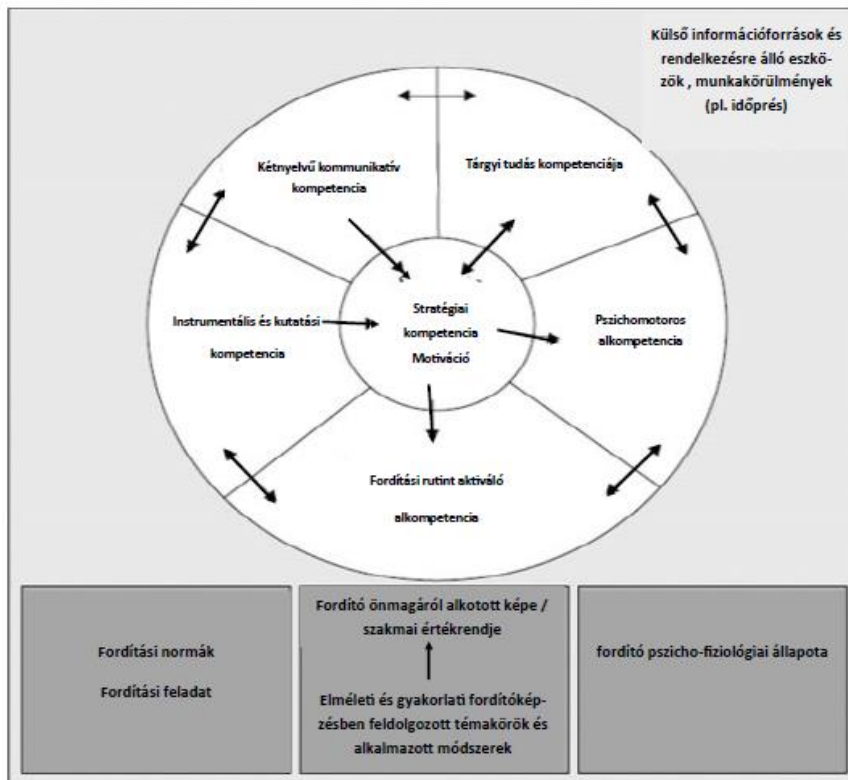 Külső információforrások és
rendelkezésre álló eszkö-
zök , munkakörülmények
(pl. időprés)
Kétnyelvű kommunikatív
kompetencia
Tárgyi tudás kompetenciája
Instrumentális és kutatási
kompetencia
Stratégiai
kompetencia
Motiváció
Pszichomotoros
alkompetencia
Fordítási rutint aktiváló
alkompetencia
Fordítási normák
Fordítási feladat
Fordító önmagáról alkotott képe /
szakmai értékrendje
Elméleti és gyakorlati fordítókép-
zésben feldolgozott témakörök és
alkalmazott módszerek
fordító pszicho-fiziológiai állapota